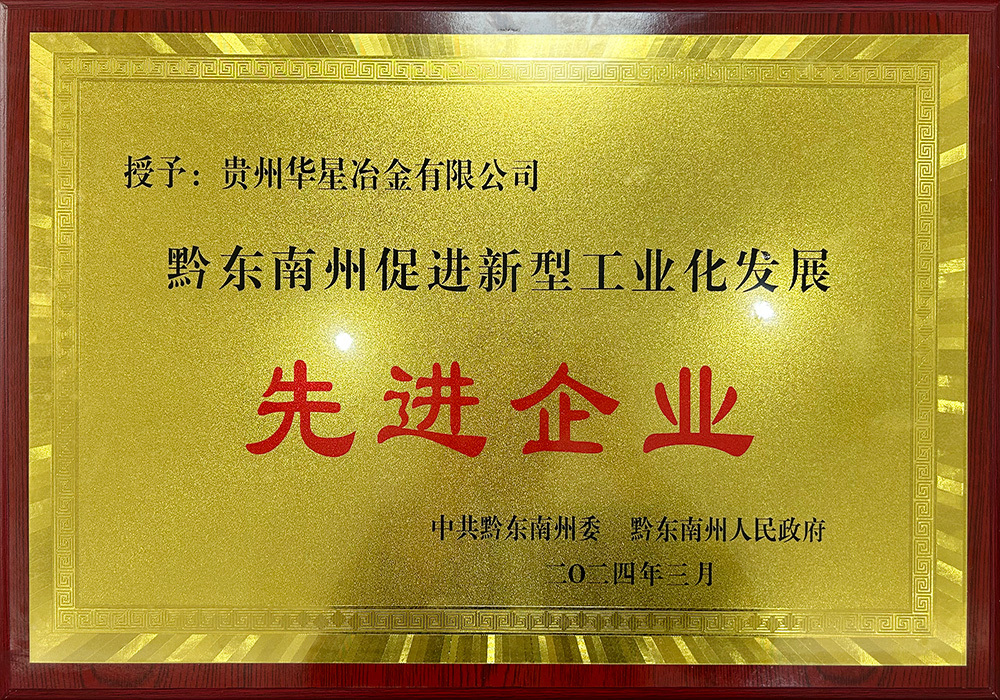 授予：贵州华星冶金有限公司
黔东南州促进新型工业化发展
先进企业
中共黔东南州委　黔东南州人民政府
二〇二四年三月